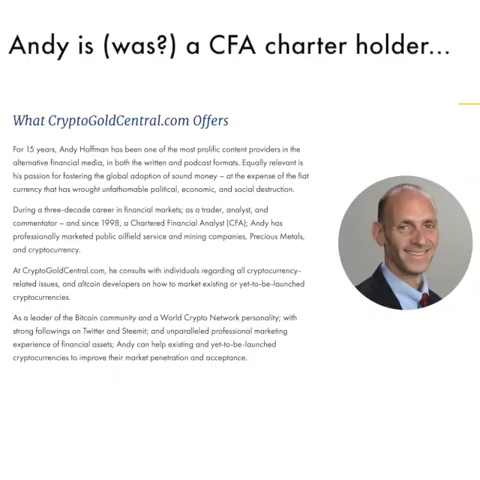 Andy is (was?) a CFA charter holder...
What CryptoGoldCentral.com Offers
For 15 years, Andy Hoffman has been one of the most prolific content providers in the
alternative financial media, in both the written and podcast formats. Equally relevant is
his passion for fostering the global adoption of sound money – at the expense of the fiat
currency that has wrought unfathomable political, economic, and social destruction.
During a three-decade career in financial markets; as a trader, analyst, and
commentator – and since 1998, a Chartered Financial Analyst (CFA); Andy has
professionally marketed public oilfield service and mining companies, Precious Metals,
and cryptocurrency.
At CryptoGoldCentral.com, he consults with individuals regarding all cryptocurrency-
related issues, and altcoin developers on how to market existing or yet-to-be-launched
cryptocurrencies.
As a leader of the Bitcoin community and a World Crypto Network personality; with
strong followings on Twitter and Steemit; and unparalleled professional marketing
experience of financial assets; Andy can help existing and yet-to-be-launched
cryptocurrencies to improve their market penetration and acceptance.